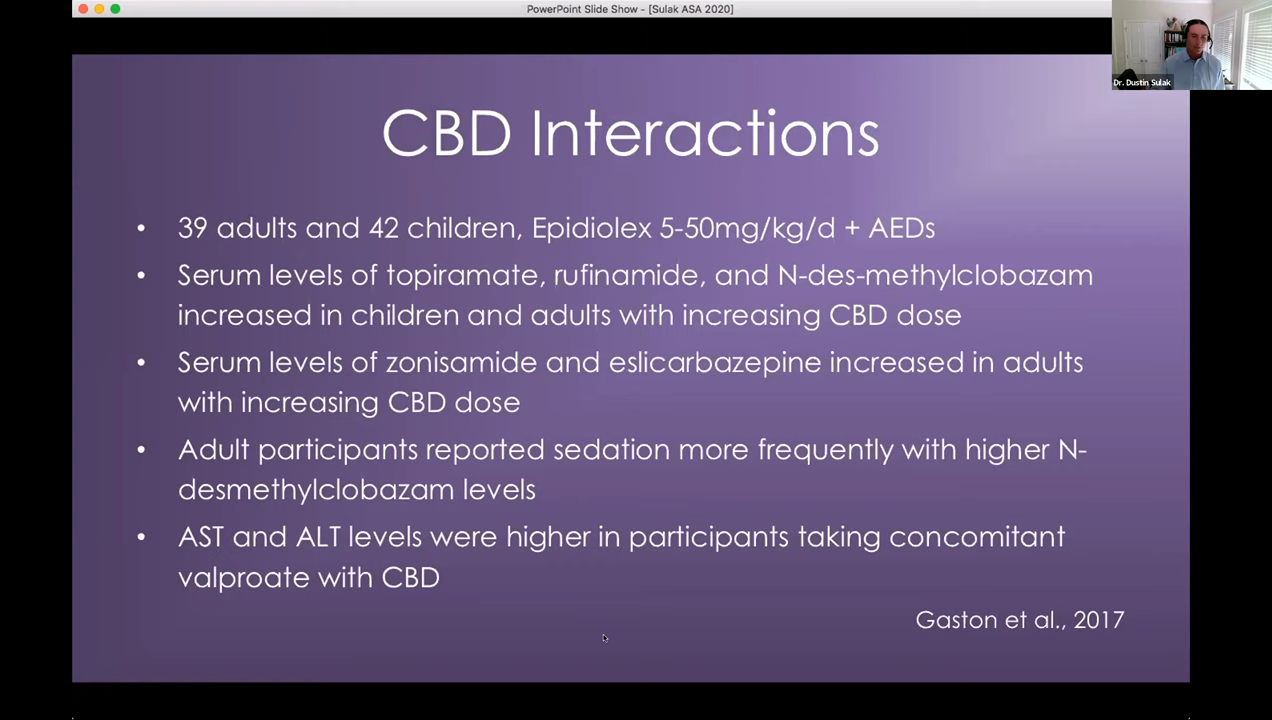 PowerPoint Slide Show - [Sulak ASA 2020]
Dr. Dustin Sulak
CBD Interactions
• 39 adults and 42 children, Epidiolex 5-50mg/kg/d + AEDs
• Serum levels of topiramate, rufinamide, and N-des-methylclobazam
increased in children and adults with increasing CBD dose
• Serum levels of zonisamide and eslicarbazepine increased in adults
with increasing CBD dose
• Adult participants reported sedation more frequently with higher N-
desmethylclobazam levels
• AST and ALT levels were higher in participants taking concomitant
valproate with CBD
Gaston et al., 2017